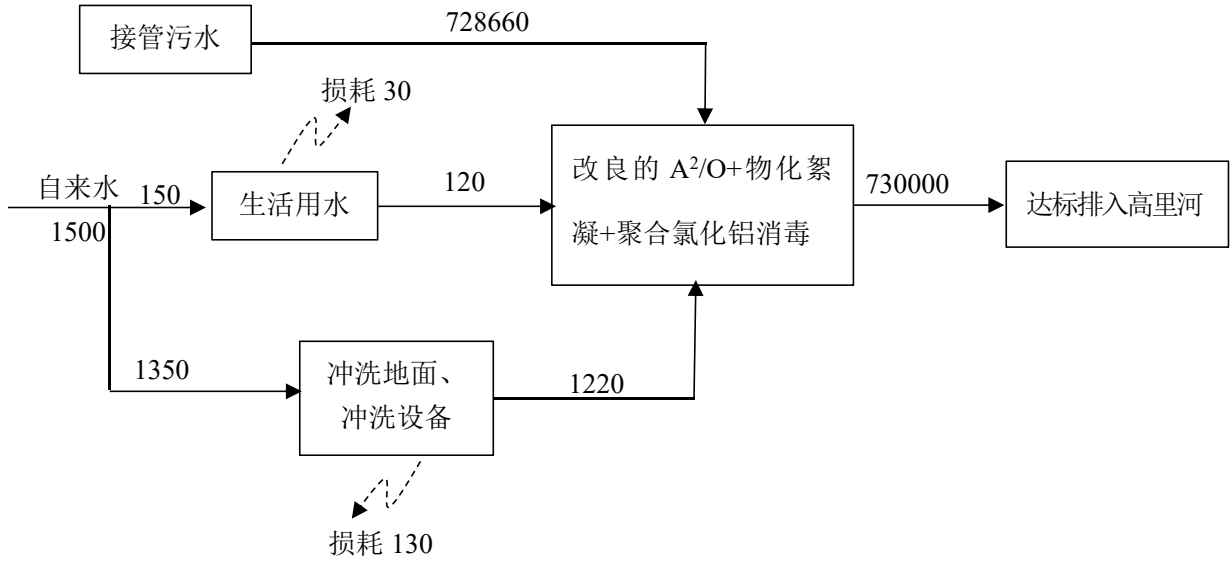 接管污水
728660
损耗 30
自来水
150
1500
生活用水
120
改良的 A²/O+物化絮
凝+聚合氯化铝消毒
730000
达标排入高里河
1350
冲洗地面、
冲洗设备
1220
损耗 130